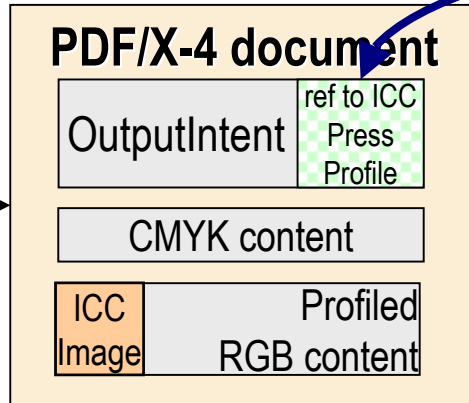 PDF/X-4 document
OutputIntent
ref to ICC
Press
Profile
CMYK content
ICC
Image
Profiled
RGB content